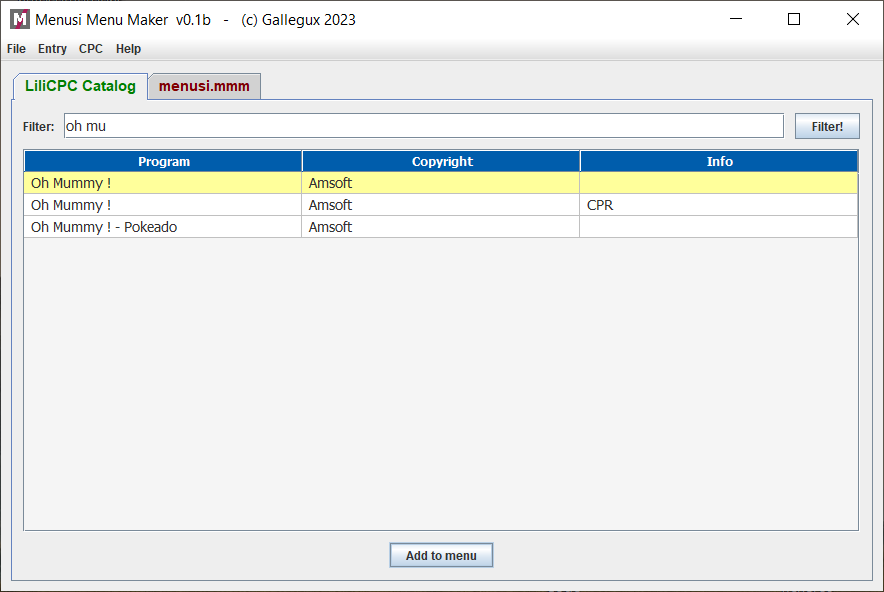 Menusi Menu Maker v0.1b - (c) Gallegux 2023
File Entry CPC Help
LiliCPC Catalog menusi.mmm
Filter: oh mu Filter!
Program Copyright Info
Oh Mummy ! Amsoft
Oh Mummy ! Amsoft CPR
Oh Mummy ! - Pokeado Amsoft
Add to menu